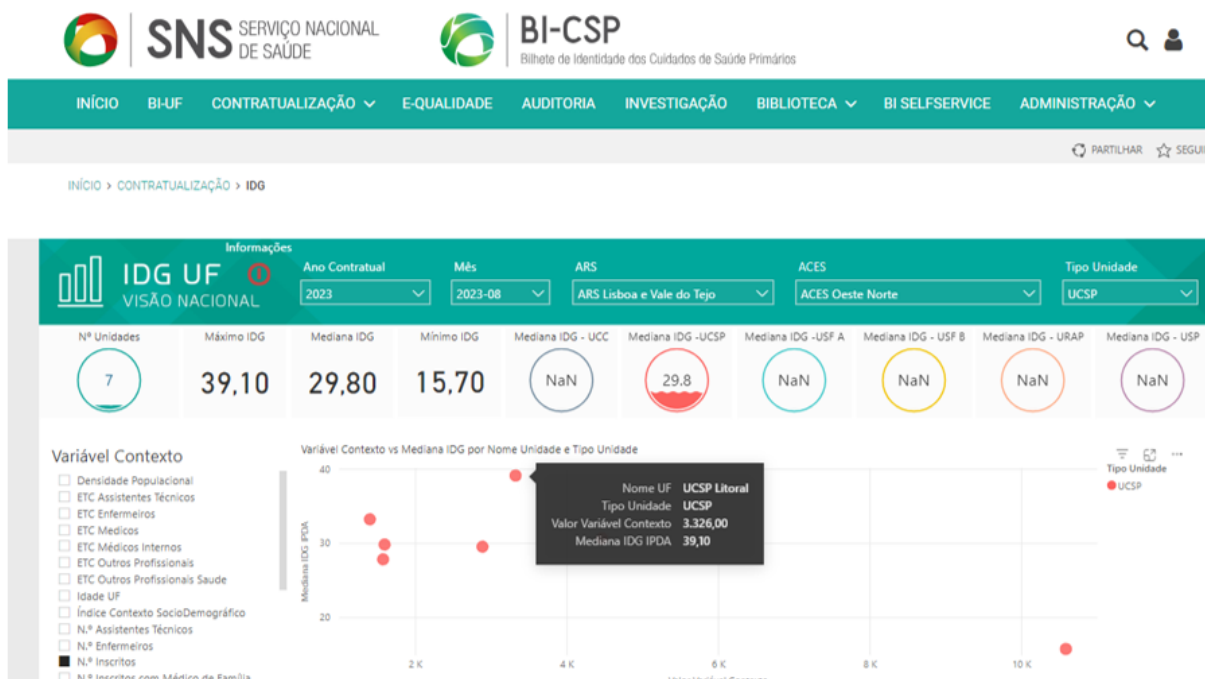 SNS SERVIÇO NACIONAL DE SAÚDE
BI-CSP
Bilhete de Identidade dos Cuidados de Saúde Primários
INÍCIO BI-UF CONTRATUALIZAÇÃO E-QUALIDADE AUDITORIA INVESTIGAÇÃO BIBLIOTECA BI SELFSERVICE ADMINISTRAÇÃO
PARTILHAR SEGUI
INÍCIO > CONTRATUALIZAÇÃO > IDG
Informações
IDG UF
VISÃO NACIONAL
Ano Contratual Mês ARS ACES Tipo Unidade
2023 2023-08 ARS Lisboa e Vale do Tejo ACES Oeste Norte UCSP
Nº Unidades Máximo IDG Mediana IDG Mínimo IDG Mediana IDG - UCC Mediana IDG -UCSP Mediana IDG -USF A Mediana IDG - USF B Mediana IDG - URAP Mediana IDG - USP
7 39,10 29,80 15,70 NaN 29.8 NaN NaN NaN NaN
Variável Contexto
Densidade Populacional
ETC Assistentes Técnicos
ETC Enfermeiros
ETC Medicos
ETC Médicos Internos
ETC Outros Profissionais
ETC Outros Profissionais Saude
Idade UF
Índice Contexto SocioDemográfico
N.º Assistentes Técnicos
N.º Enfermeiros
N.º Inscritos
N.º Inscritos com Médico de Família
Variável Contexto vs Mediana IDG por Nome Unidade e Tipo Unidade
Tipo Unidade
UCSP
Mediana IDG IPDA
40
30
20
Nome UF UCSP Litoral
Tipo Unidade UCSP
Valor Variável Contexto 3.326,00
Mediana IDG IPDA 39,10
2 K 4 K 6 K 8 K 10 K